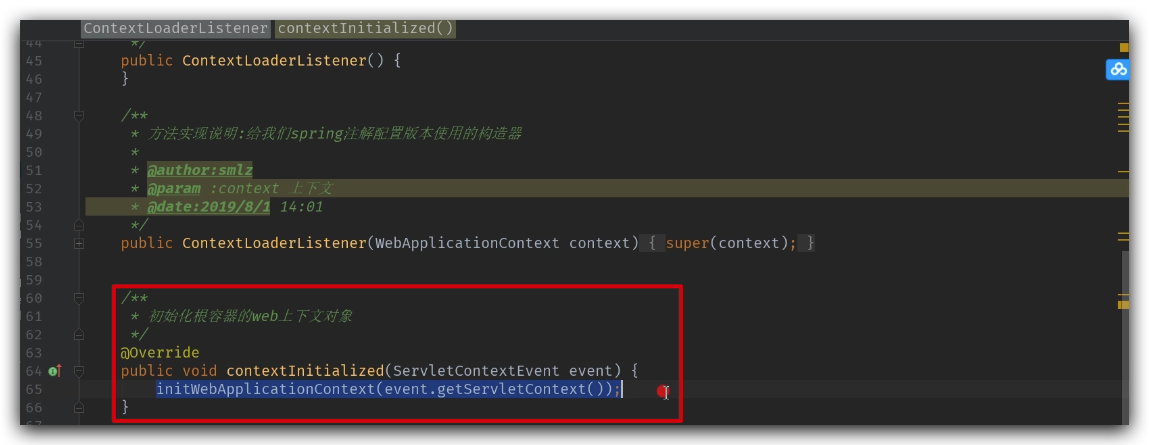 ContextLoaderListener contextInitialized()
44 */
45 public ContextLoaderListener() {
46 }
47
48 /**
49 * 方法实现说明:给我们spring注解配置版本使用的构造器
50 *
51 * @author:smlz
52 * @param :context 上下文
53 * @date:2019/8/1 14:01
54 */
55 public ContextLoaderListener(WebApplicationContext context) { super(context); }
58
59
60 /**
61 * 初始化根容器的web上下文对象
62 */
63 @Override
64 public void contextInitialized(ServletContextEvent event) {
65 initWebApplicationContext(event.getServletContext());
66 }
67